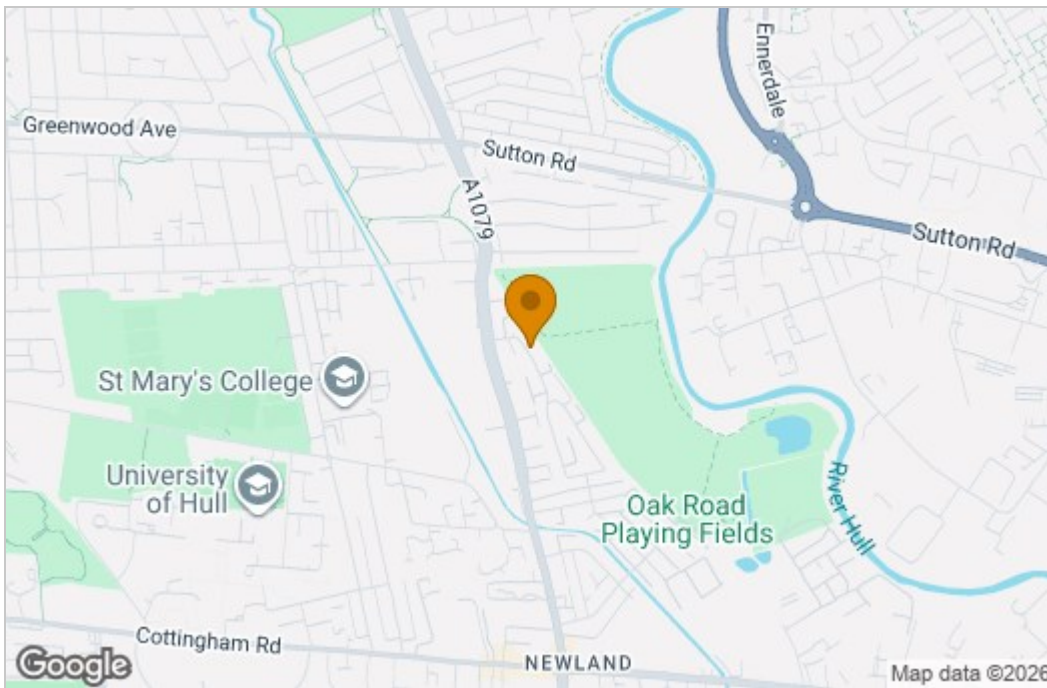 Greenwood Ave
Sutton Rd
Ennerdale
A1079
Sutton Rd
St Mary's College
University
of Hull
Oak Road
Playing Fields
River Hull
Cottingham Rd
NEWLAND
Google
Map data ©2026